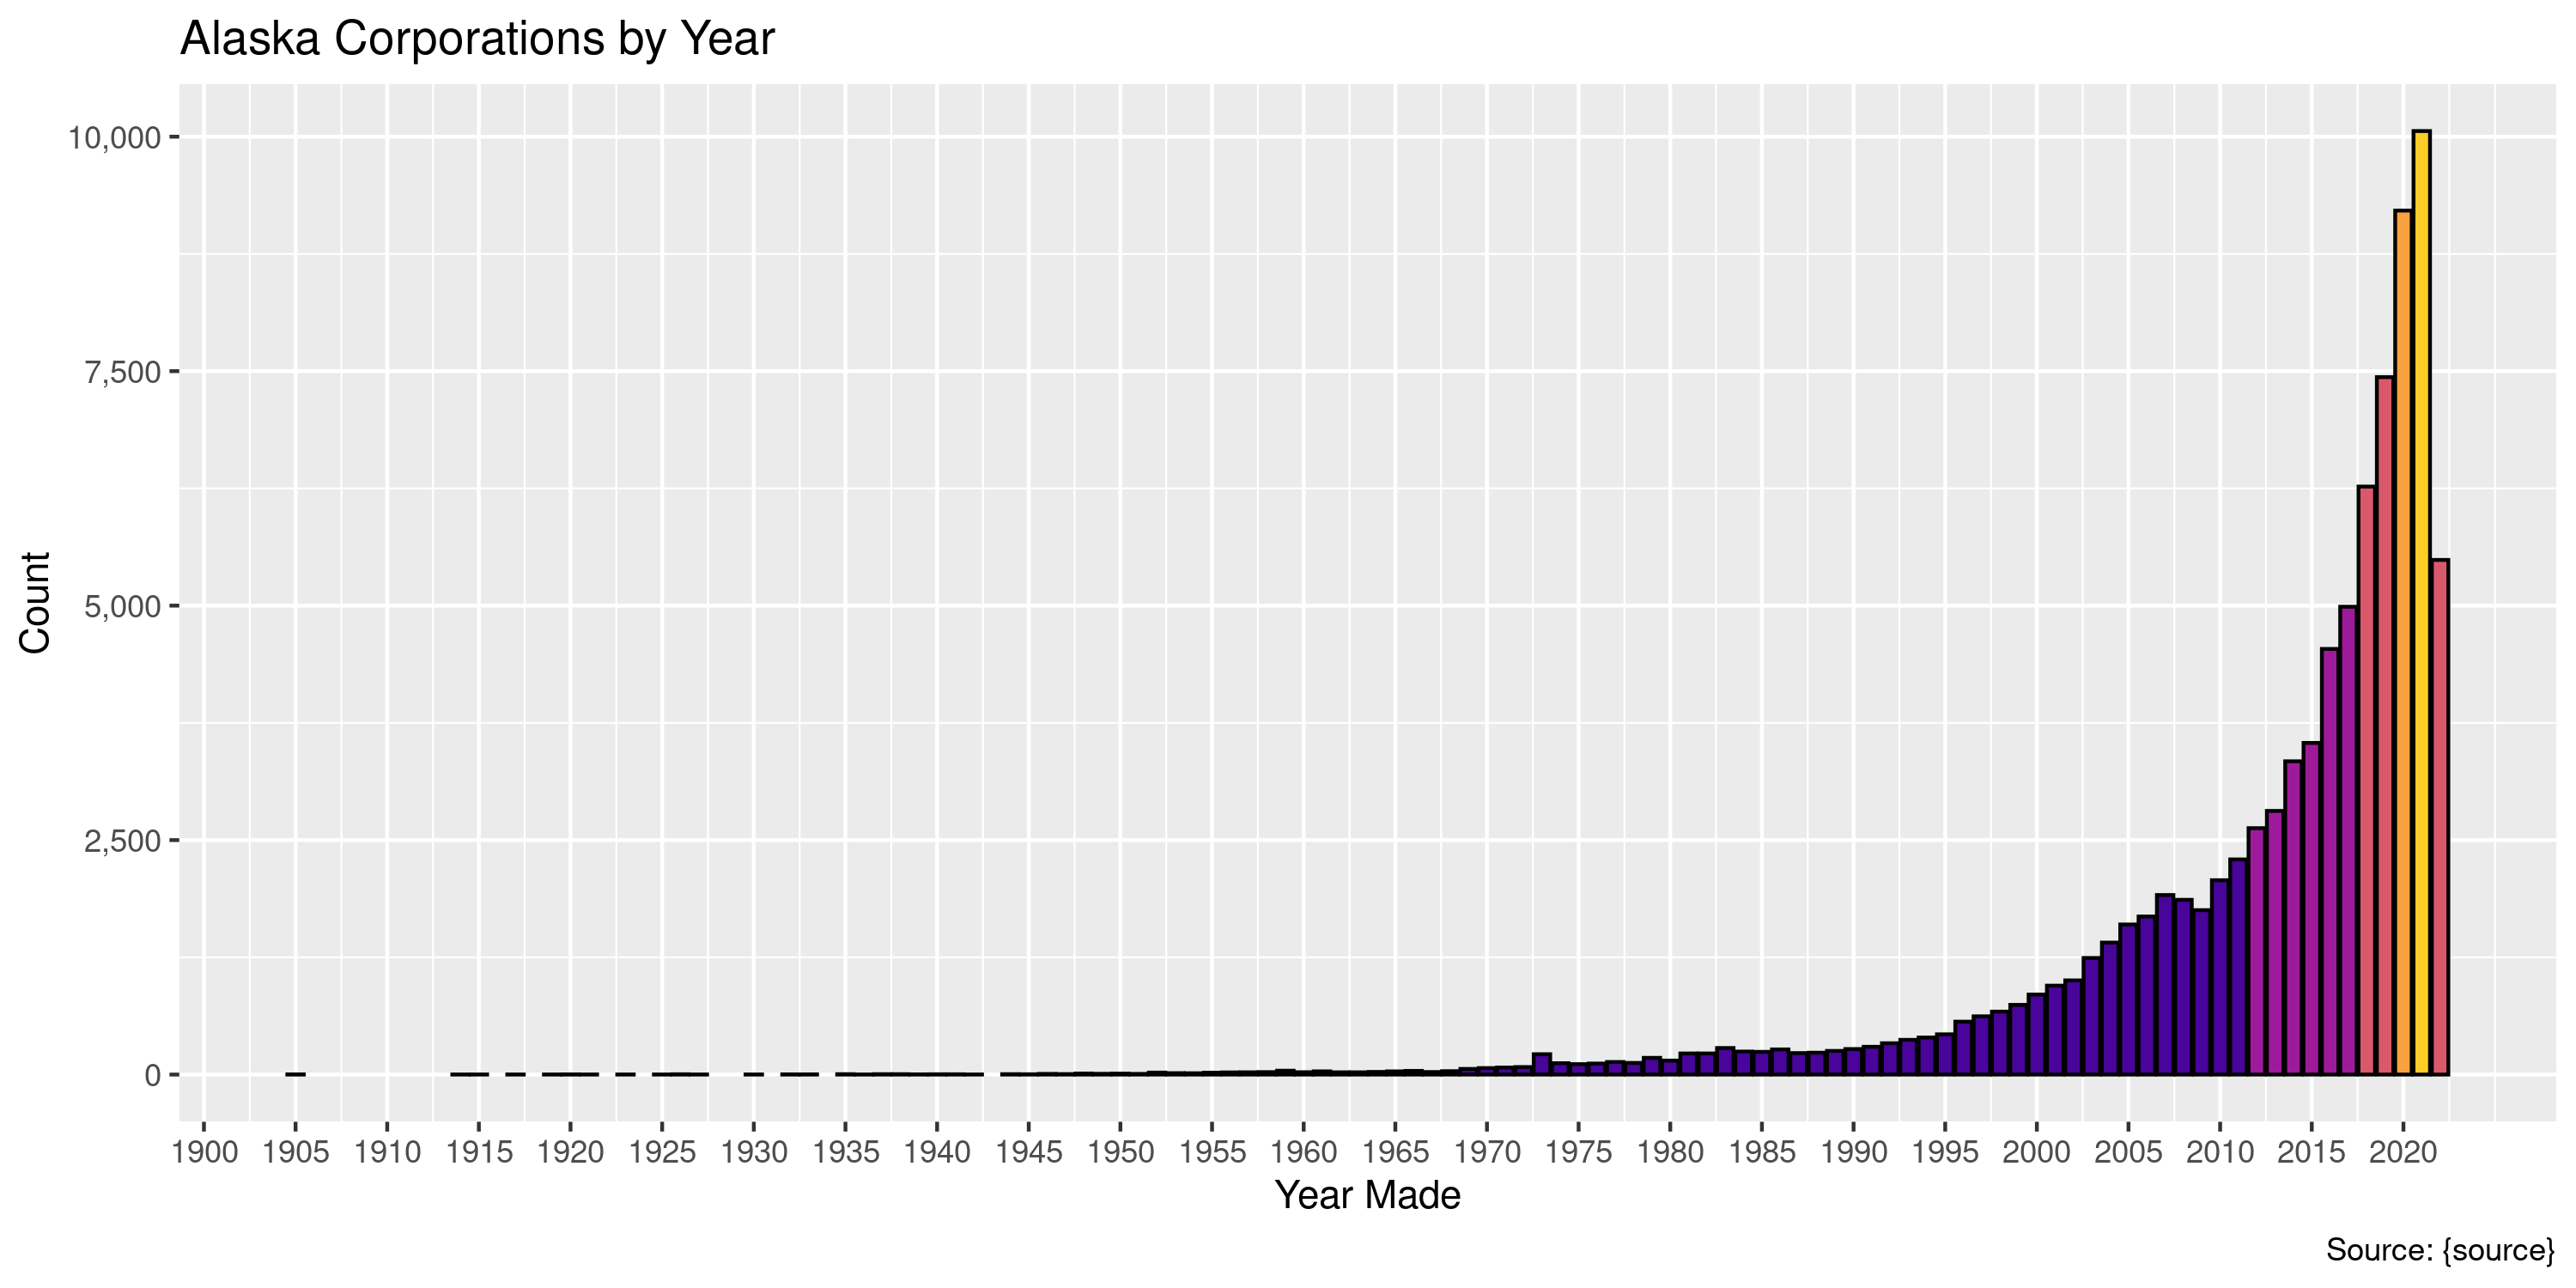 Alaska Corporations by Year
10,000
7,500
5,000
2,500
0
Count
1900 1905 1910 1915 1920 1925 1930 1935 1940 1945 1950 1955 1960 1965 1970 1975 1980 1985 1990 1995 2000 2005 2010 2015 2020
Year Made
Source: {source}